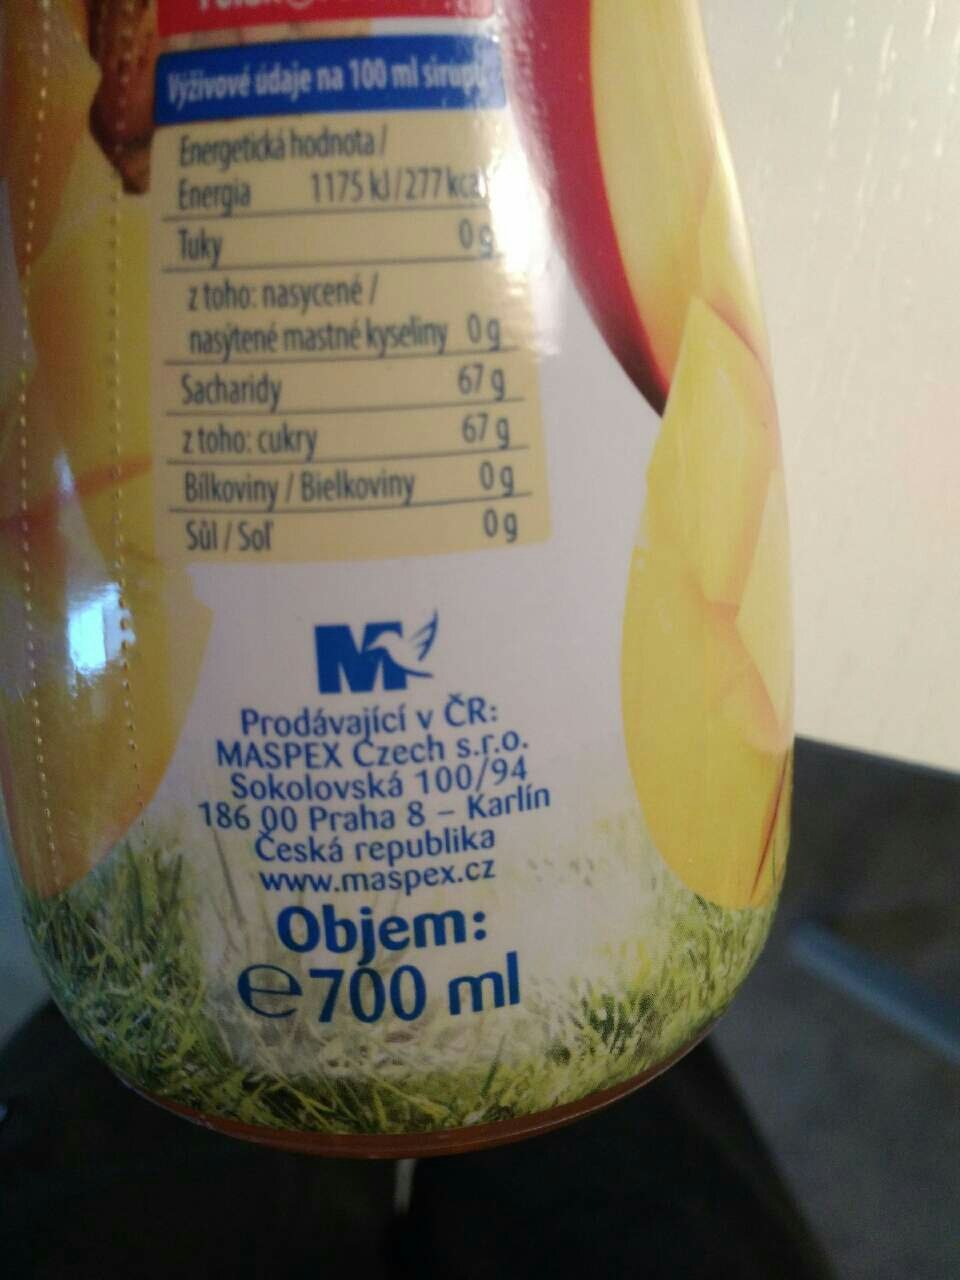 Výživové údaje na 100 ml sirupu
Energetická hodnota /
Energia 1175 kJ/277 kcal
Tuky 0 g
z toho: nasycené /
nasýtené mastné kyseliny 0 g
Sacharidy 67 g
z toho: cukry 67 g
Bílkoviny / Bielkoviny 0 g
Sůl / Soľ 0 g
M
Prodávající v ČR:
MASPEX Czech s.r.o.
Sokolovská 100/94
186 00 Praha 8 – Karlín
Česká republika
www.maspex.cz
Objem:
℮700 ml